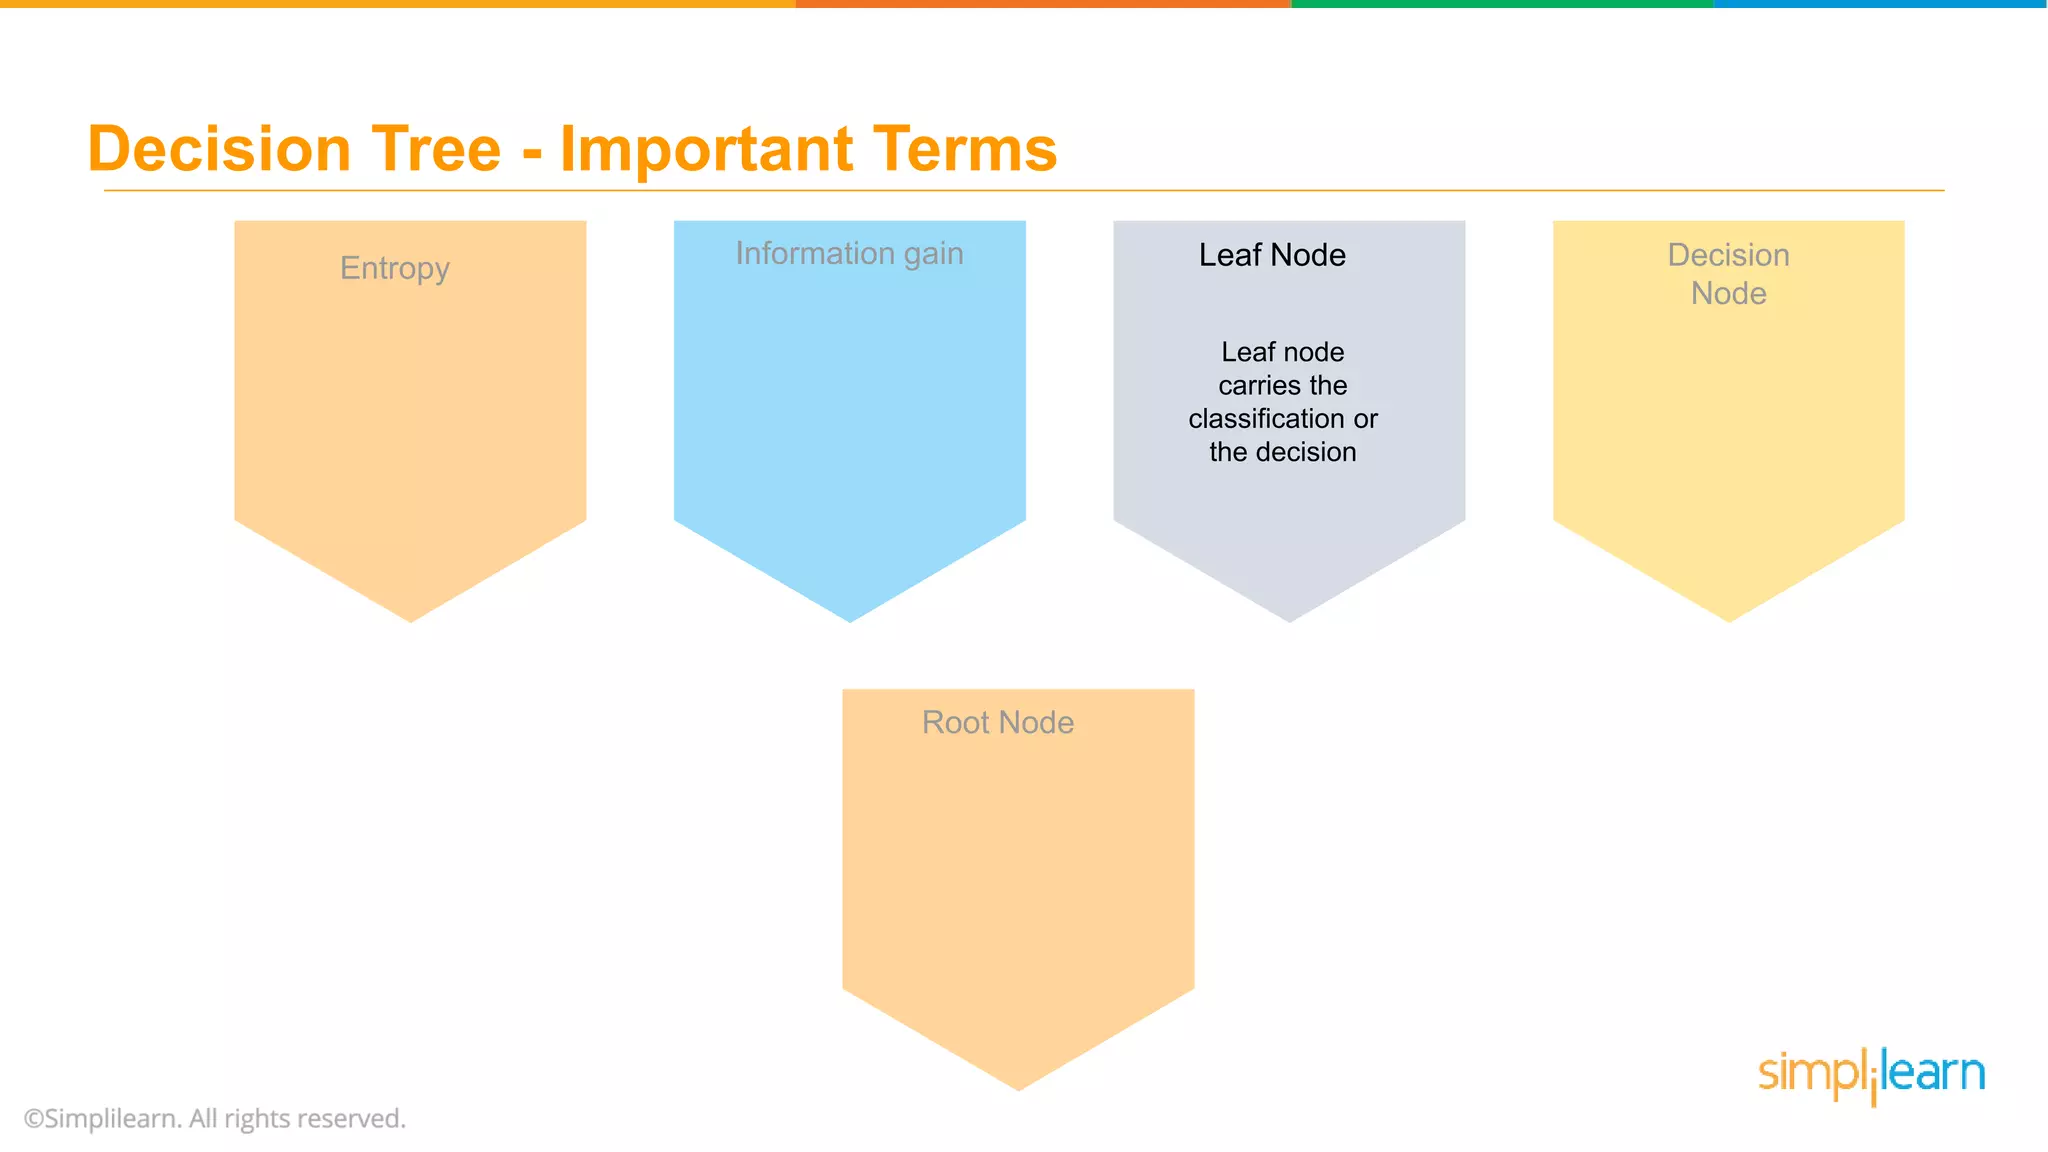 Decision Tree - Important Terms
Entropy
Information gain
Leaf Node
Leaf node
carries the
classification or
the decision
Decision
Node
Root Node
simplilearn
©Simplilearn. All rights reserved.